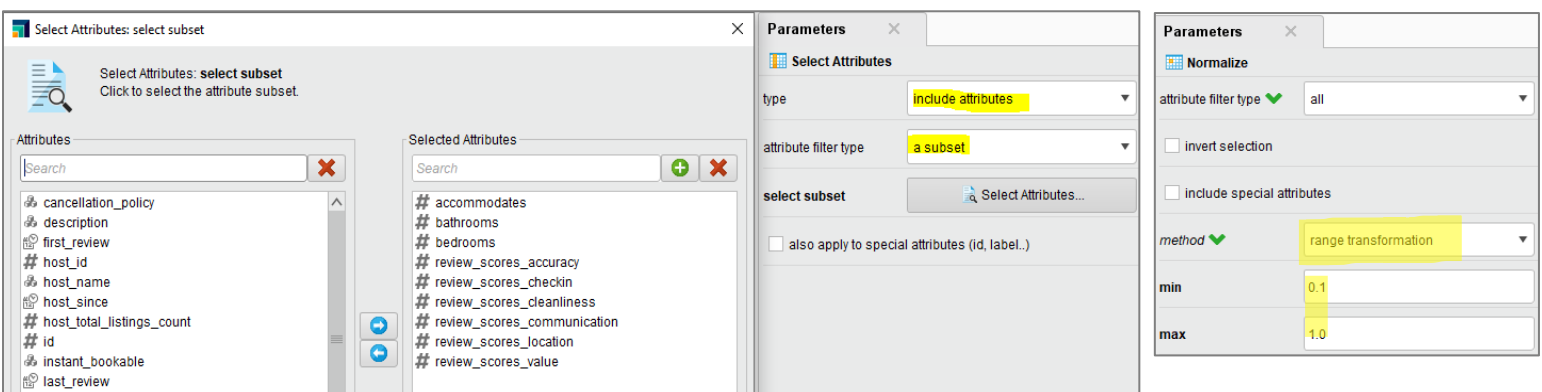 Select Attributes: select subset
Select Attributes: select subset
Click to select the attribute subset.
Attributes
Search
cancellation_policy
description
first_review
host_id
host_name
host_since
host_total_listings_count
id
instant_bookable
last_review
Selected Attributes
Search
accommodates
bathrooms
bedrooms
review_scores_accuracy
review_scores_checkin
review_scores_cleanliness
review_scores_communication
review_scores_location
review_scores_value
Parameters
Select Attributes
type include attributes
attribute filter type a subset
select subset Select Attributes...
also apply to special attributes (id, label..)
Parameters
Normalize
attribute filter type all
invert selection
include special attributes
method range transformation
min 0.1
max 1.0